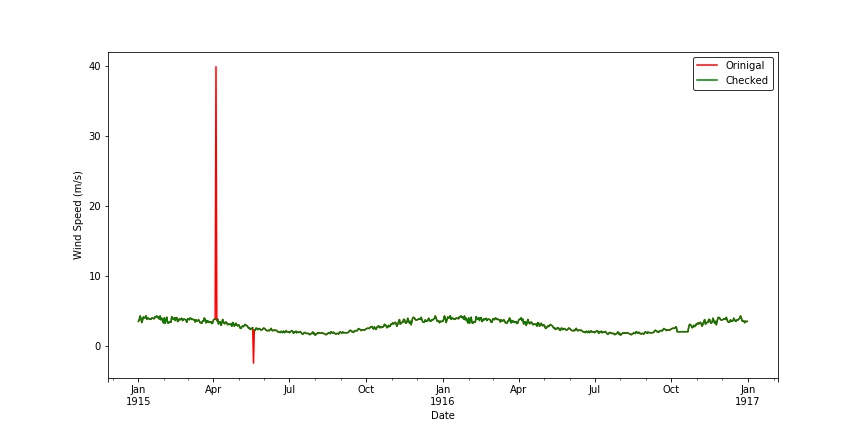 Orinigal
Checked
40
30
20
10
0
Wind Speed (m/s)
Jan Apr Jul Oct Jan Apr Jul Oct Jan
1915 1916 1917
Date